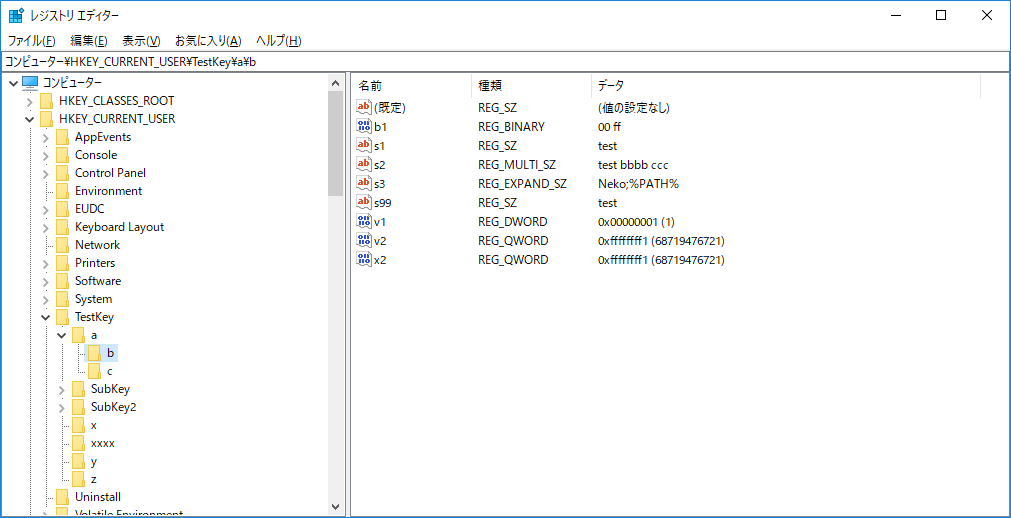 レジストリ エディター
ファイル(F) 編集(E) 表示(V) お気に入り(A) ヘルプ(H)
コンピューター¥HKEY_CURRENT_USER¥TestKey¥a¥b
コンピューター
HKEY_CLASSES_ROOT
HKEY_CURRENT_USER
AppEvents
Console
Control Panel
Environment
EUDC
Keyboard Layout
Network
Printers
Software
System
TestKey
a
b
c
SubKey
SubKey2
x
xxxx
y
z
Uninstall
Volatile Environment
名前 種類 データ
(既定) REG_SZ (値の設定なし)
b1 REG_BINARY 00 ff
s1 REG_SZ test
s2 REG_MULTI_SZ test bbbb ccc
s3 REG_EXPAND_SZ Neko;%PATH%
s99 REG_SZ test
v1 REG_DWORD 0x00000001 (1)
v2 REG_QWORD 0xffffffff1 (68719476721)
x2 REG_QWORD 0xffffffff1 (68719476721)